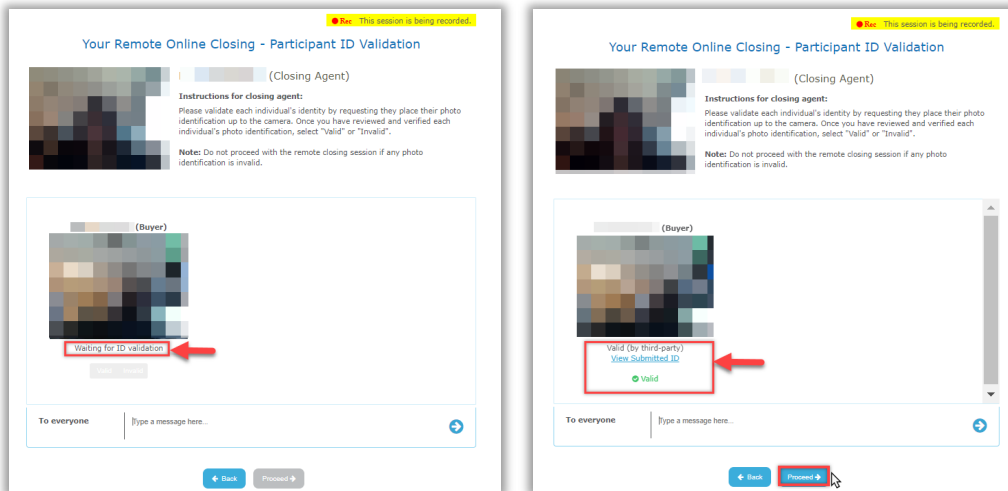 Rec This session is being recorded.
Your Remote Online Closing - Participant ID Validation
(Closing Agent)
Instructions for closing agent:
Please validate each individual's identity by requesting they place their photo
identification up to the camera. Once you have reviewed and verified each
individual's photo identification, select "Valid" or "Invalid".
Note: Do not proceed with the remote closing session if any photo
identification is invalid.
(Buyer)
Waiting for ID validation
Valid Invalid
To everyone
Type a message here...
Back
Proceed
Rec This session is being recorded.
Your Remote Online Closing - Participant ID Validation
(Closing Agent)
Instructions for closing agent:
Please validate each individual's identity by requesting they place their photo
identification up to the camera. Once you have reviewed and verified each
individual's photo identification, select "Valid" or "Invalid".
Note: Do not proceed with the remote closing session if any photo
identification is invalid.
(Buyer)
Valid (by third-party)
View Submitted ID
Valid
To everyone
Type a message here...
Back
Proceed